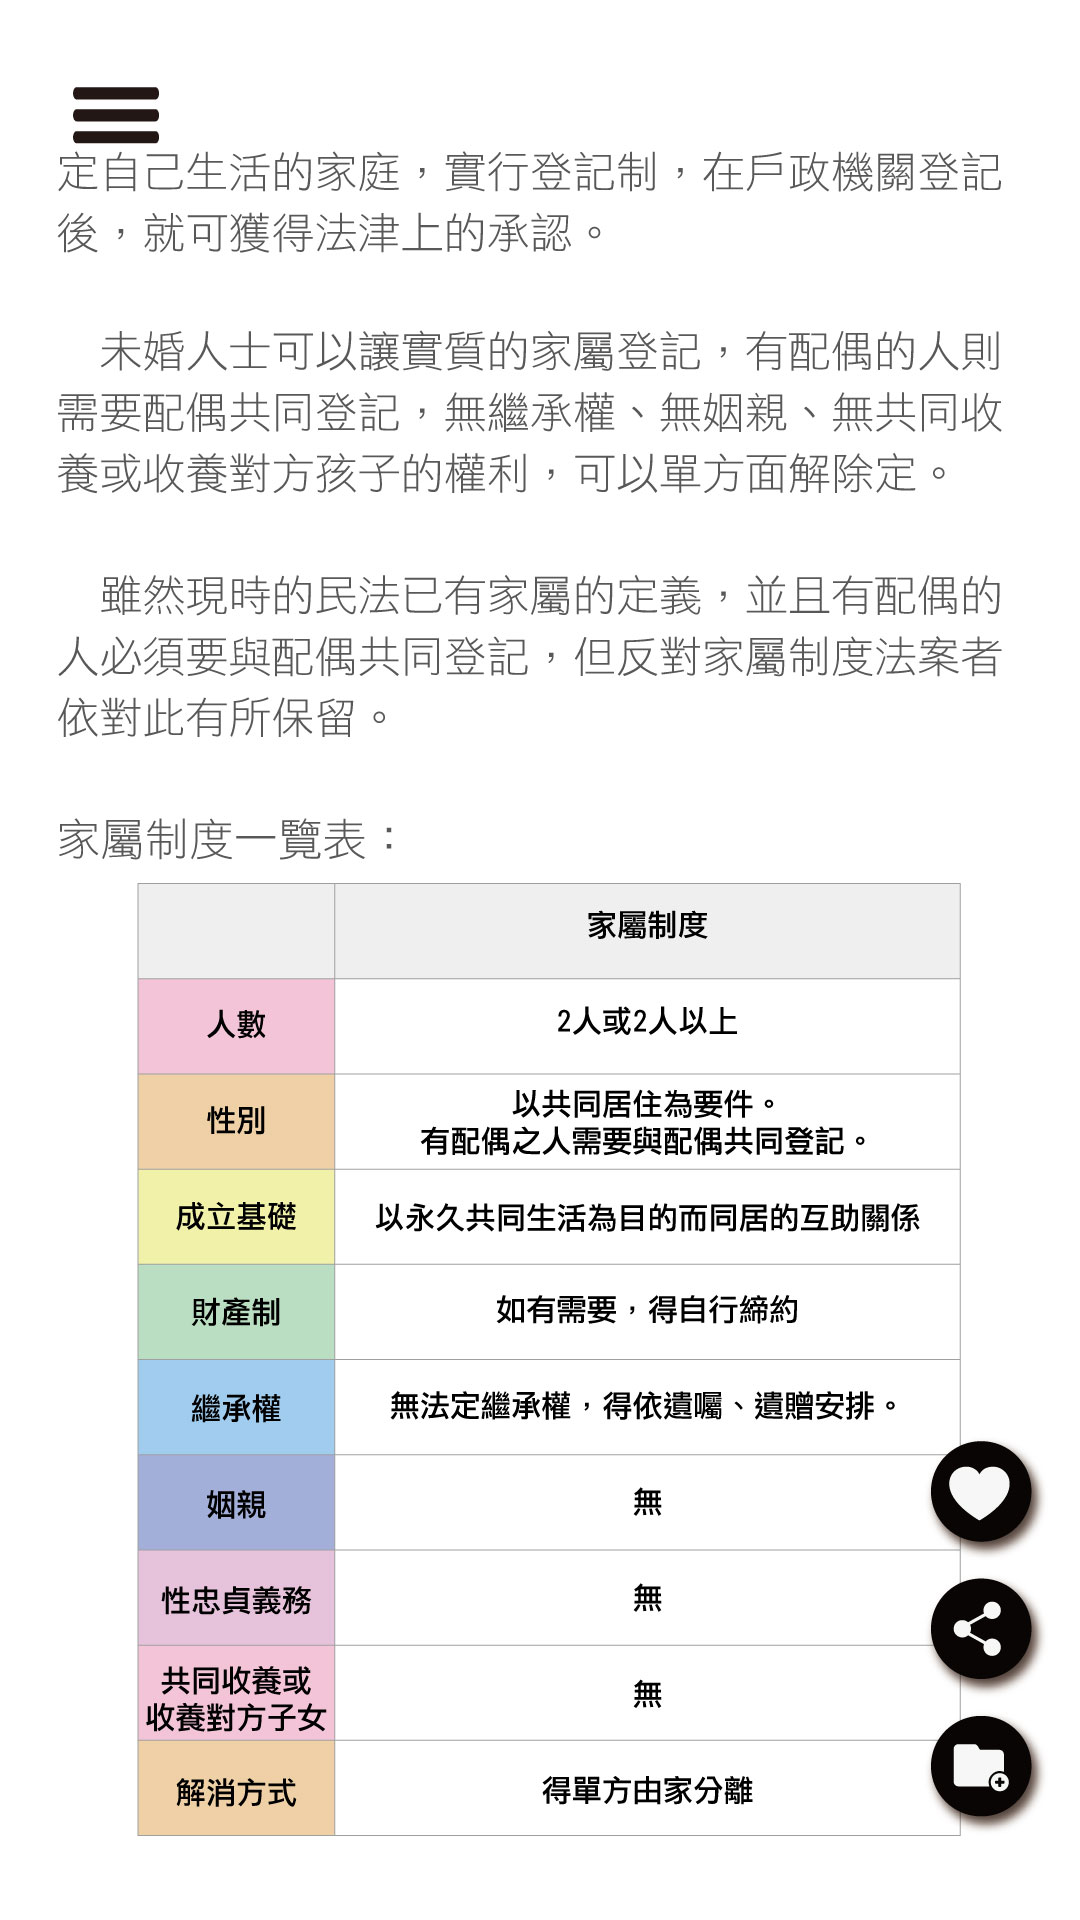 定自己生活的家庭，實行登記制，在戶政機關登記
後，就可獲得法津上的承認。
未婚人士可以讓實質的家屬登記，有配偶的人則
需要配偶共同登記，無繼承權、無姻親、無共同收
養或收養對方孩子的權利，可以單方面解除定。
雖然現時的民法已有家屬的定義，並且有配偶的
人必須要與配偶共同登記，但反對家屬制度法案者
依對此有所保留。
家屬制度一覽表：
家屬制度
人數
2人或2人以上
性別
以共同居住為要件。
有配偶之人需要與配偶共同登記。
成立基礎
以永久共同生活為目的而同居的互助關係
財產制
如有需要，得自行締約
繼承權
無法定繼承權，得依遺囑、遺贈安排。
姻親
無
性忠貞義務
無
共同收養或
收養對方子女
無
解消方式
得單方由家分離